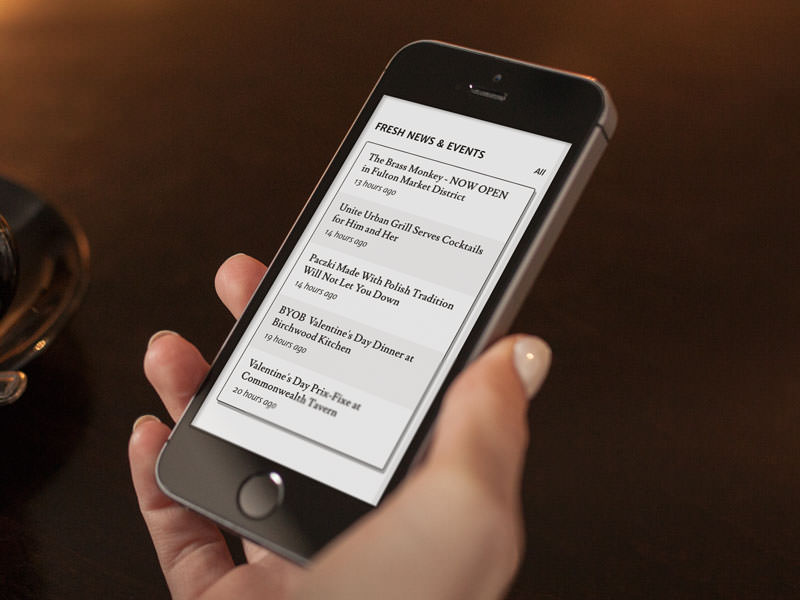 FRESH NEWS & EVENTS
All
The Brass Monkey - NOW OPEN
in Fulton Market District
13 hours ago
Unite Urban Grill Serves Cocktails
for Him and Her
14 hours ago
Paczki Made With Polish Tradition
Will Not Let You Down
14 hours ago
BYOB Valentine's Day Dinner at
Birchwood Kitchen
19 hours ago
Valentine's Day Prix-Fixe at
Commonwealth Tavern
20 hours ago